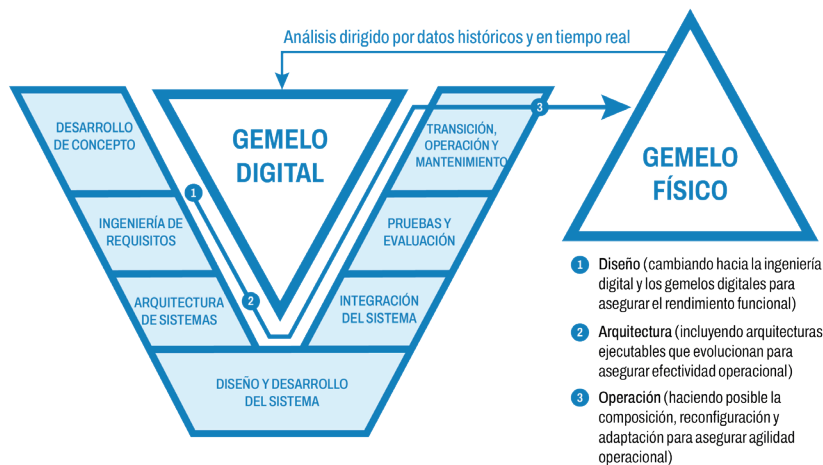 Análisis dirigido por datos históricos y en tiempo real
DESARROLLO
DE CONCEPTO
INGENIERÍA DE
REQUISITOS
ARQUITECTURA
DE SISTEMAS
DISEÑO Y DESARROLLO
DEL SISTEMA
INTEGRACIÓN
DEL SISTEMA
PRUEBAS Y
EVALUACIÓN
TRANSICIÓN,
OPERACIÓN Y
MANTENIMIENTO
GEMELO
DIGITAL
1
2
3
GEMELO
FÍSICO
1 Diseño (cambiando hacia la ingeniería
digital y los gemelos digitales para
asegurar el rendimiento funcional)
2 Arquitectura (incluyendo arquitecturas
ejecutables que evolucionan para
asegurar efectividad operacional)
3 Operación (haciendo posible la
composición, reconfiguración y
adaptación para asegurar agilidad
operacional)